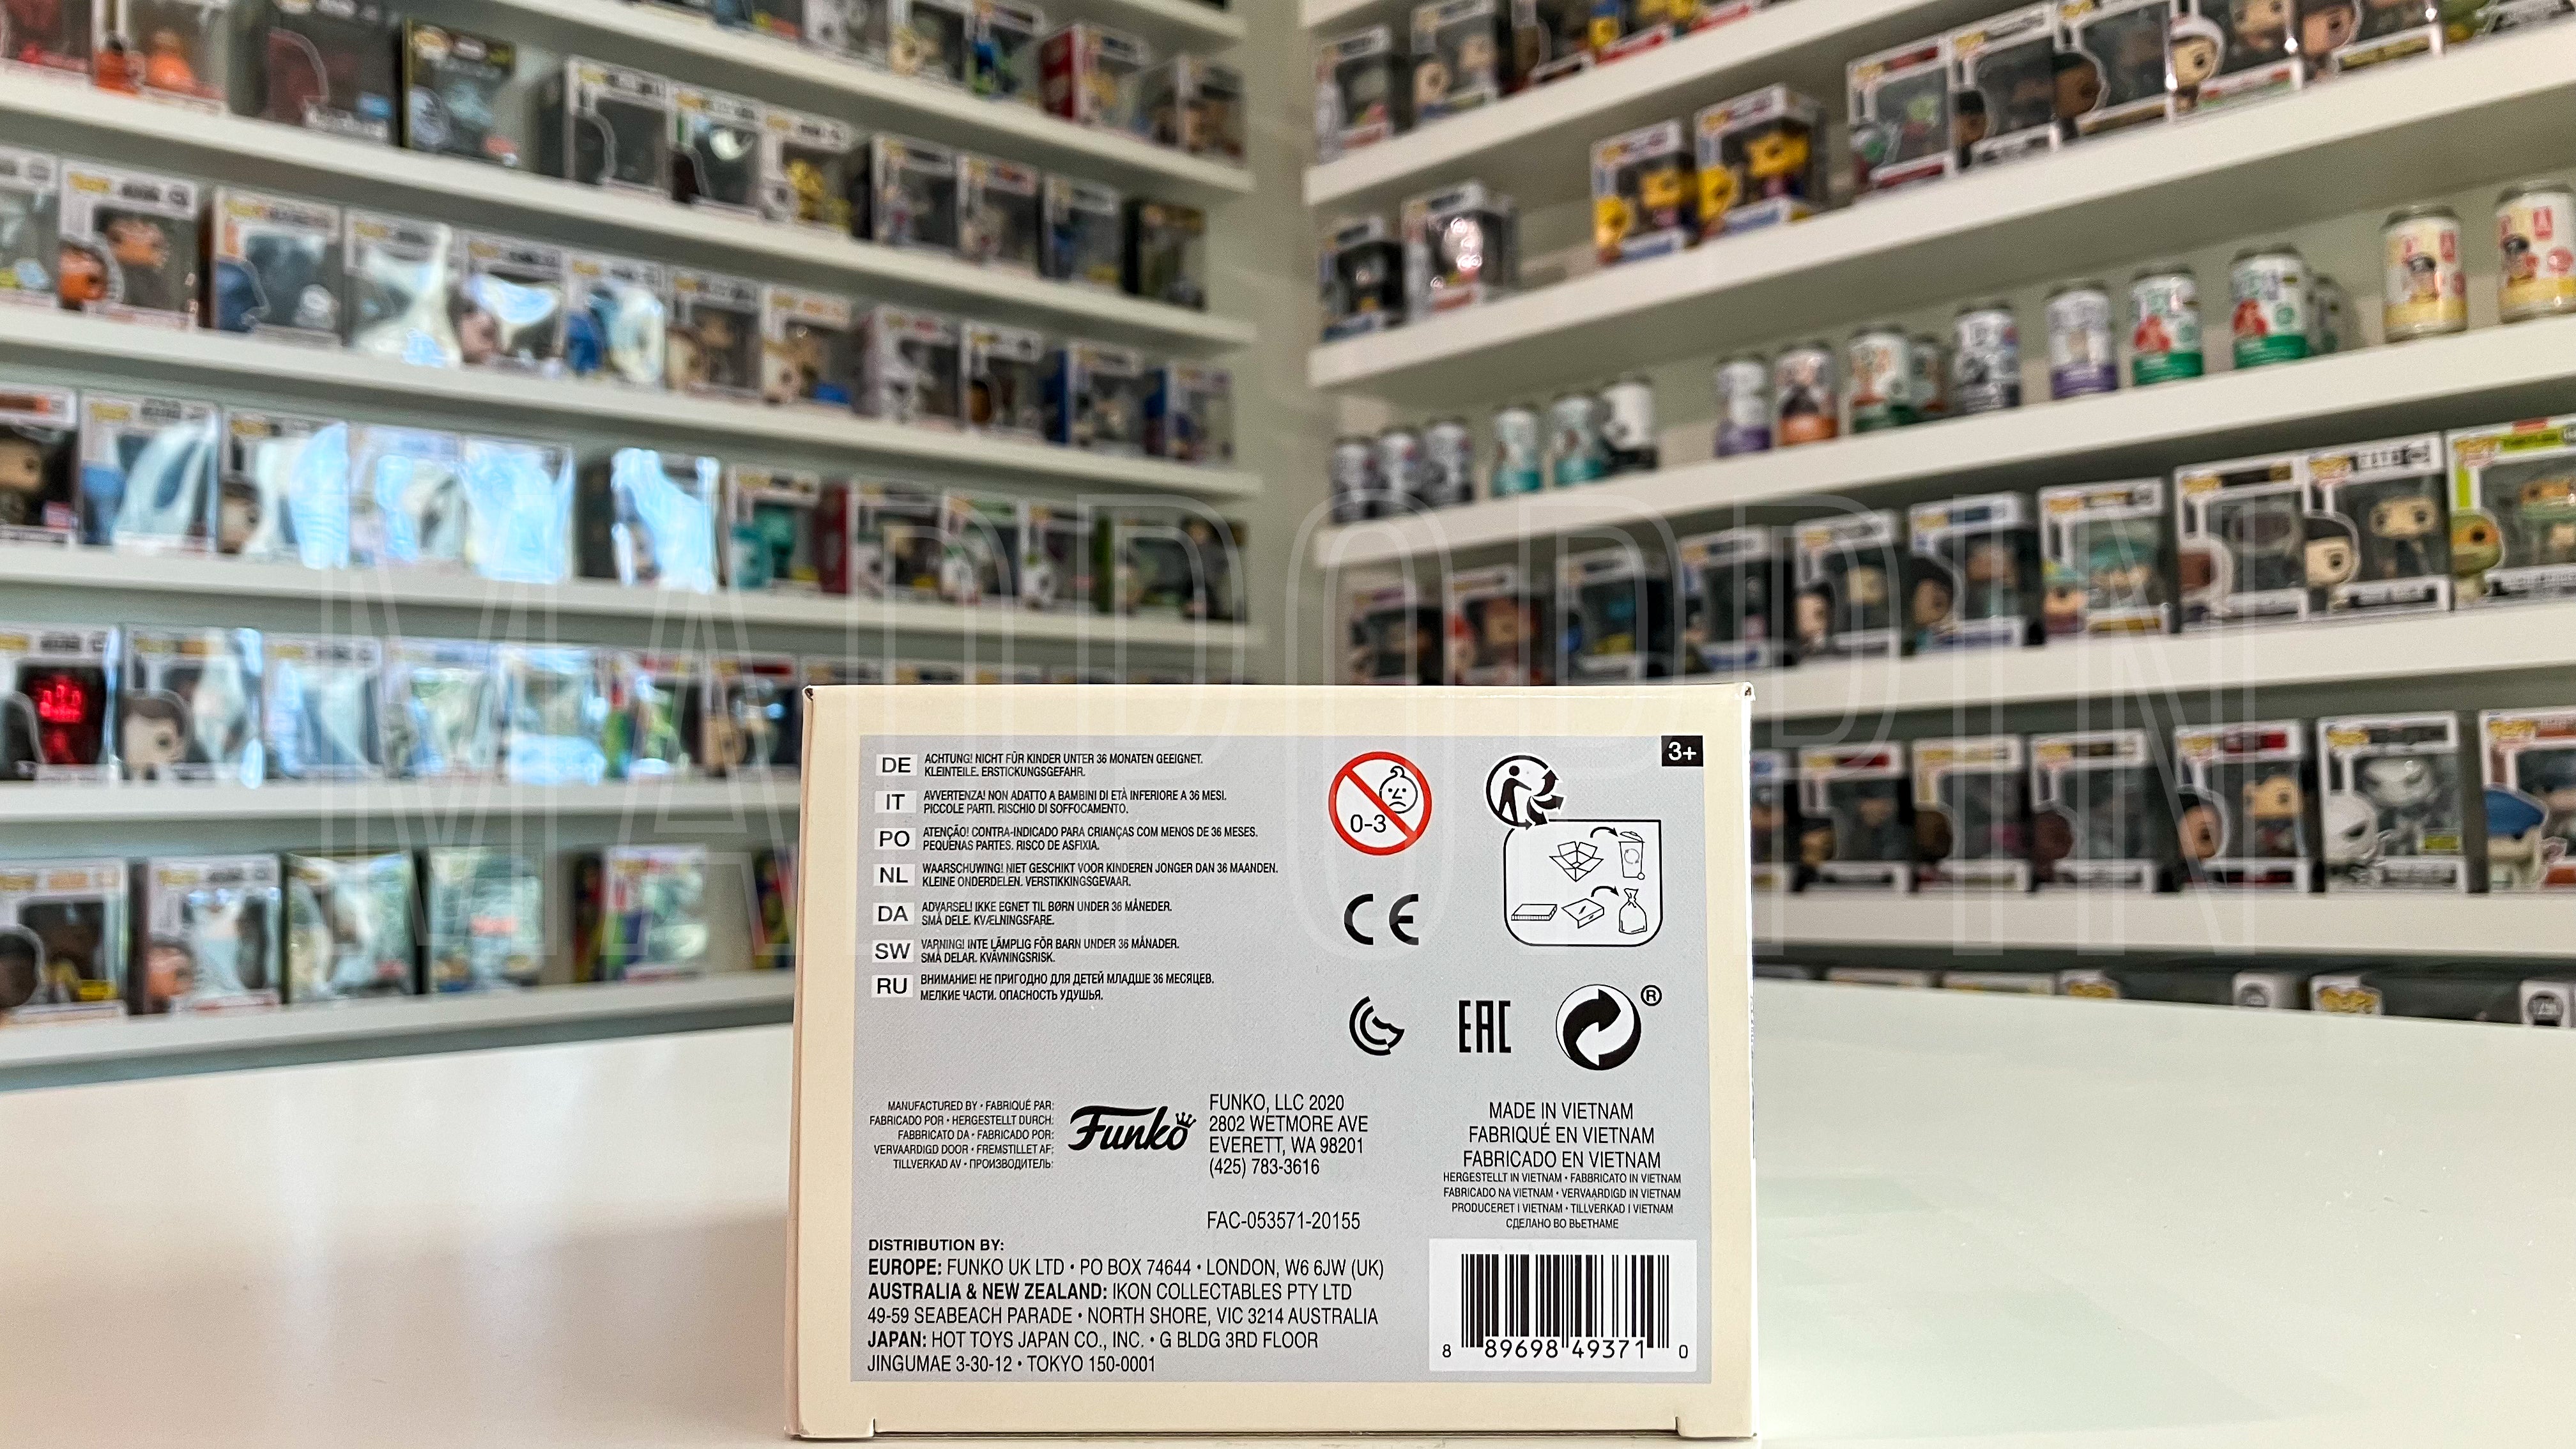 MADPOPPIN
3+
DE ACHTUNG! NICHT FÜR KINDER UNTER 36 MONATEN GEEIGNET.
KLEINTEILE. ERSTICKUNGSGEFAHR.
IT AVVERTENZA! NON ADATTO A BAMBINI DI ETÀ INFERIORE A 36 MESI.
PICCOLE PARTI. RISCHIO DI SOFFOCAMENTO.
PO ATENÇÃO! CONTRA-INDICADO PARA CRIANÇAS COM MENOS DE 36 MESES.
PEQUENAS PARTES. RISCO DE ASFIXIA.
NL WAARSCHUWING! NIET GESCHIKT VOOR KINDEREN JONGER DAN 36 MAANDEN.
KLEINE ONDERDELEN. VERSTIKKINGSGEVAAR.
DA ADVARSEL! IKKE EGNET TIL BØRN UNDER 36 MÅNEDER.
SMÅ DELE. KVÆLNINGSFARE.
SW VARNING! INTE LÄMPLIG FÖR BARN UNDER 36 MÅNADER.
SMÅ DELAR. KVÄVNINGSRISK.
RU ВНИМАНИЕ! НЕ ПРИГОДНО ДЛЯ ДЕТЕЙ МЛАДШЕ 36 МЕСЯЦЕВ.
МЕЛКИЕ ЧАСТИ. ОПАСНОСТЬ УДУШЬЯ.
0-3
CE
EAC
®
MANUFACTURED BY • FABRIQUÉ PAR:
FABRICADO POR • HERGESTELLT DURCH:
FABBRICATO DA • FABRICADO POR:
VERVAARDIGD DOOR • FREMSTILLET AF:
TILLVERKAD AV • ПРОИЗВОДИТЕЛЬ:
Funko
FUNKO, LLC 2020
2802 WETMORE AVE
EVERETT, WA 98201
(425) 783-3616
FAC-053571-20155
MADE IN VIETNAM
FABRIQUÉ EN VIETNAM
FABRICADO EN VIETNAM
HERGESTELLT IN VIETNAM • FABBRICATO IN VIETNAM
FABRICADO NA VIETNAM • VERVAARDIGD IN VIETNAM
PRODUCERET I VIETNAM • TILLVERKAD I VIETNAM
СДЕЛАНО ВО ВЬЕТНАМЕ
DISTRIBUTION BY:
EUROPE: FUNKO UK LTD • PO BOX 74644 • LONDON, W6 6JW (UK)
AUSTRALIA & NEW ZEALAND: IKON COLLECTABLES PTY LTD
49-59 SEABEACH PARADE • NORTH SHORE, VIC 3214 AUSTRALIA
JAPAN: HOT TOYS JAPAN CO., INC. • G BLDG 3RD FLOOR
JINGUMAE 3-30-12 • TOKYO 150-0001
8 89698 49371 0